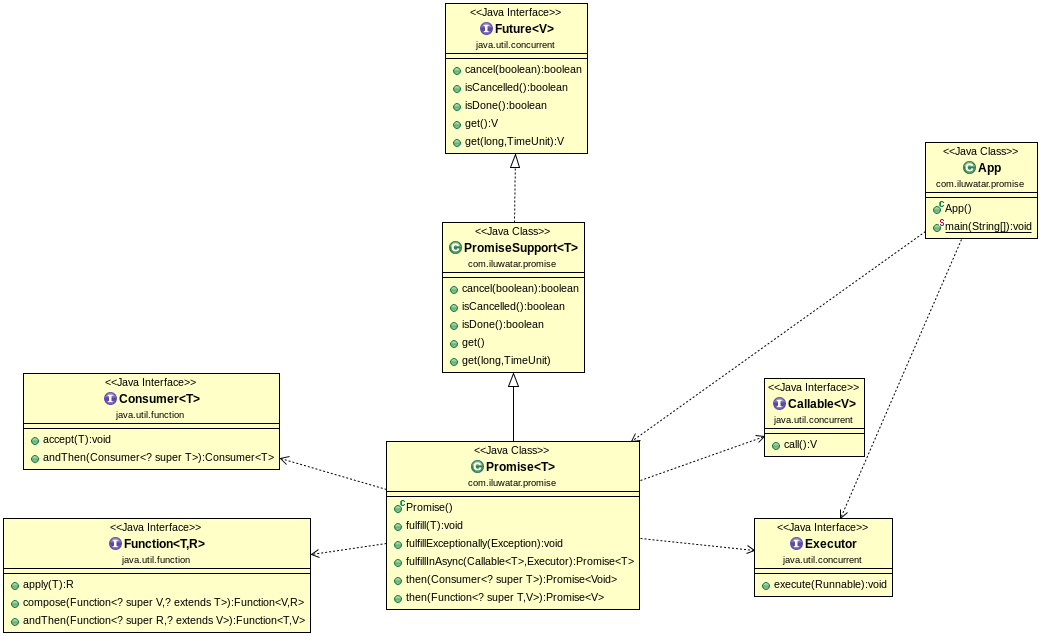 <<Java Interface>>
Future<V>
java.util.concurrent
cancel(boolean):boolean
isCancelled():boolean
isDone():boolean
get():V
get(long,TimeUnit):V
<<Java Class>>
App
com.iluwatar.promise
App()
main(String[]):void
<<Java Class>>
PromiseSupport<T>
com.iluwatar.promise
cancel(boolean):boolean
isCancelled():boolean
isDone():boolean
get()
get(long,TimeUnit)
<<Java Interface>>
Consumer<T>
java.util.function
accept(T):void
andThen(Consumer<? super T>):Consumer<T>
<<Java Interface>>
Callable<V>
java.util.concurrent
call():V
<<Java Class>>
Promise<T>
com.iluwatar.promise
Promise()
fulfill(T):void
fulfillExceptionally(Exception):void
fulfillInAsync(Callable<T>,Executor):Promise<T>
then(Consumer<? super T>):Promise<Void>
then(Function<? super T,V>):Promise<V>
<<Java Interface>>
Function<T,R>
java.util.function
apply(T):R
compose(Function<? super V,? extends T>):Function<V,R>
andThen(Function<? super R,? extends V>):Function<T,V>
<<Java Interface>>
Executor
java.util.concurrent
execute(Runnable):void